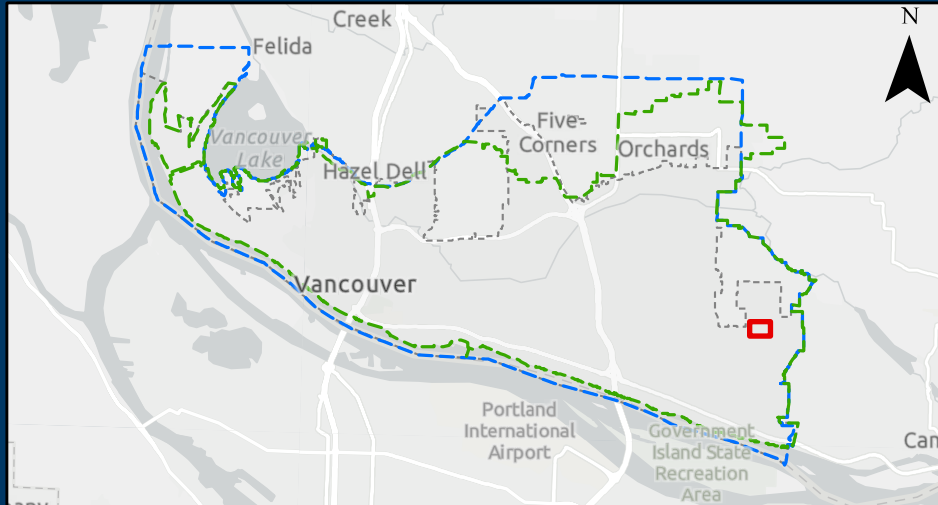 Creek
N
Felida
Vancouver
Lake
Five-
Corners
Orchards
Hazel Dell
Vancouver
Portland
International
Airport
Government
Island State
Recreation
Area
Cam